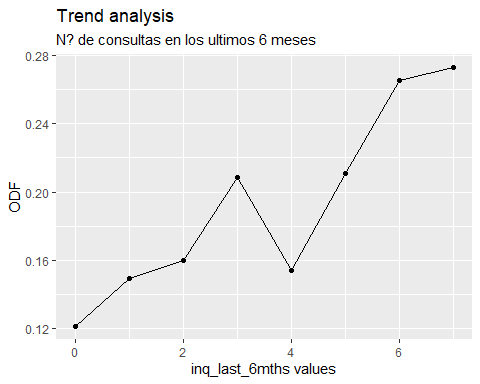 Trend analysis
N? de consultas en los ultimos 6 meses
0.28
0.24
0.20
0.16
0.12
ODF
0 2 4 6
inq_last_6mths values